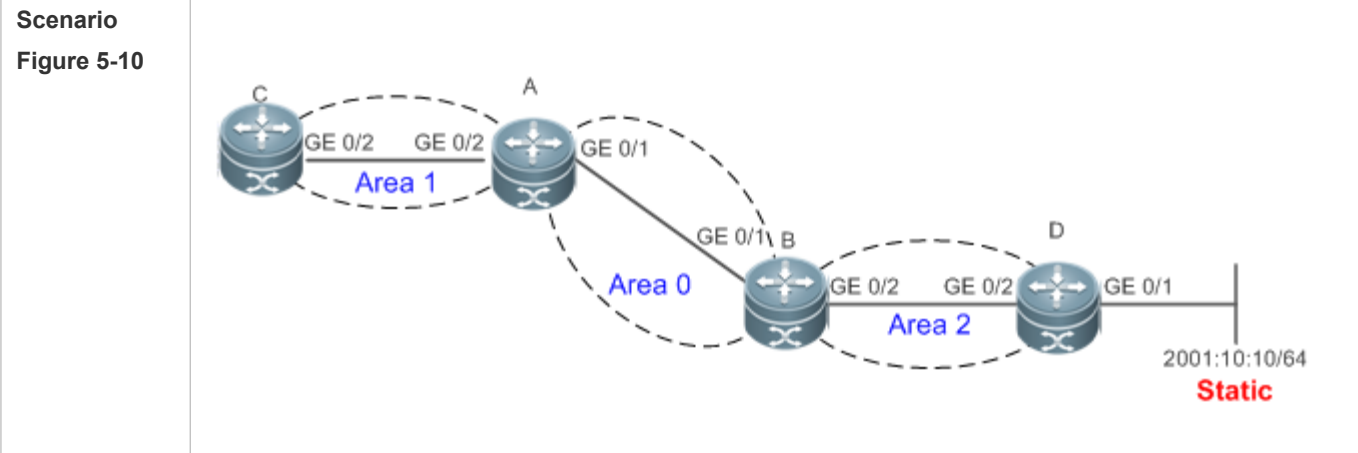 Scenario
Figure 5-10
C
A
GE 0/2
GE 0/2
GE 0/1
Area 1
GE 0/1
B
D
Area 0
GE 0/2
GE 0/2
GE 0/1
Area 2
2001:10:10/64
Static